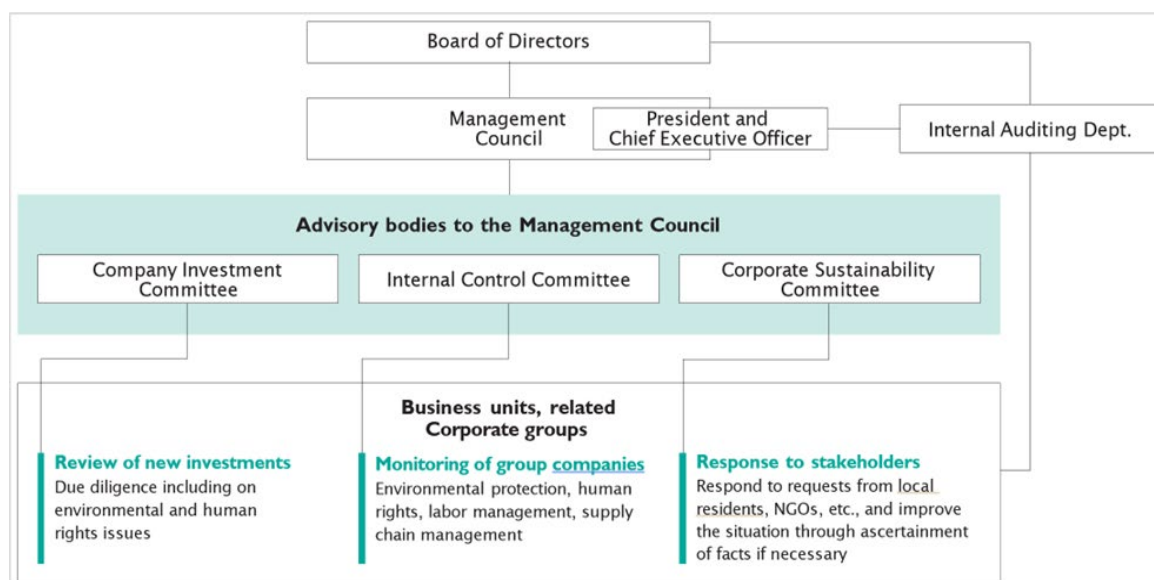 Board of Directors
Management
Council
President and
Chief Executive Officer
Internal Auditing Dept.
Advisory bodies to the Management Council
Company Investment
Committee
Internal Control Committee
Corporate Sustainability
Committee
Business units, related
Corporate groups
Review of new investments
Due diligence including on
environmental and human
rights issues
Monitoring of group companies
Environmental protection, human
rights, labor management, supply
chain management
Response to stakeholders
Respond to requests from local
residents, NGOs, etc., and improve
the situation through ascertainment
of facts if necessary